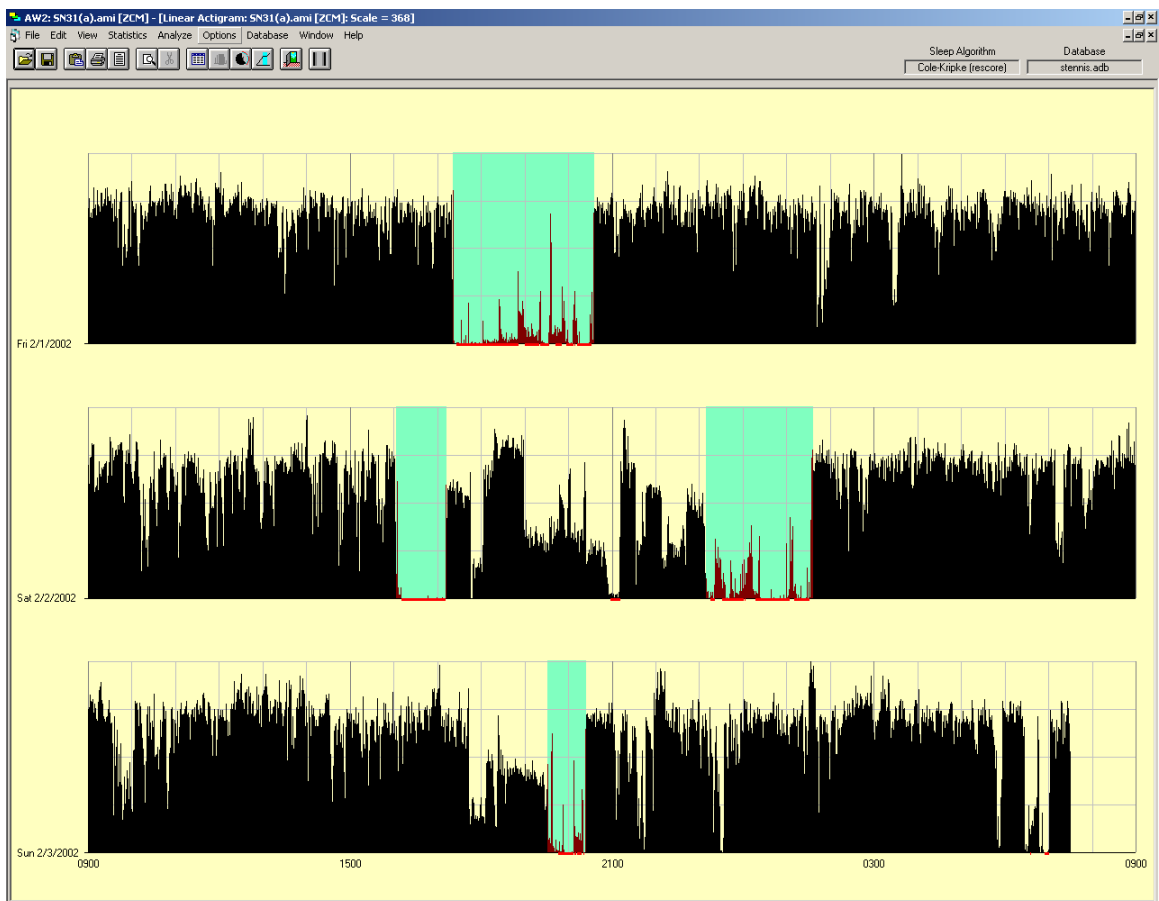 AW2: SN31(a).ami [ZCM] - [Linear Actigram: SN31(a).ami [ZCM]: Scale = 368]
File Edit View Statistics Analyze Options Database Window Help
Sleep Algorithm Database
Cole-Kripke (rescore) stennis.adb
Fri 2/1/2002
Sat 2/2/2002
Sun 2/3/2002
0900 1500 2100 0300 0900